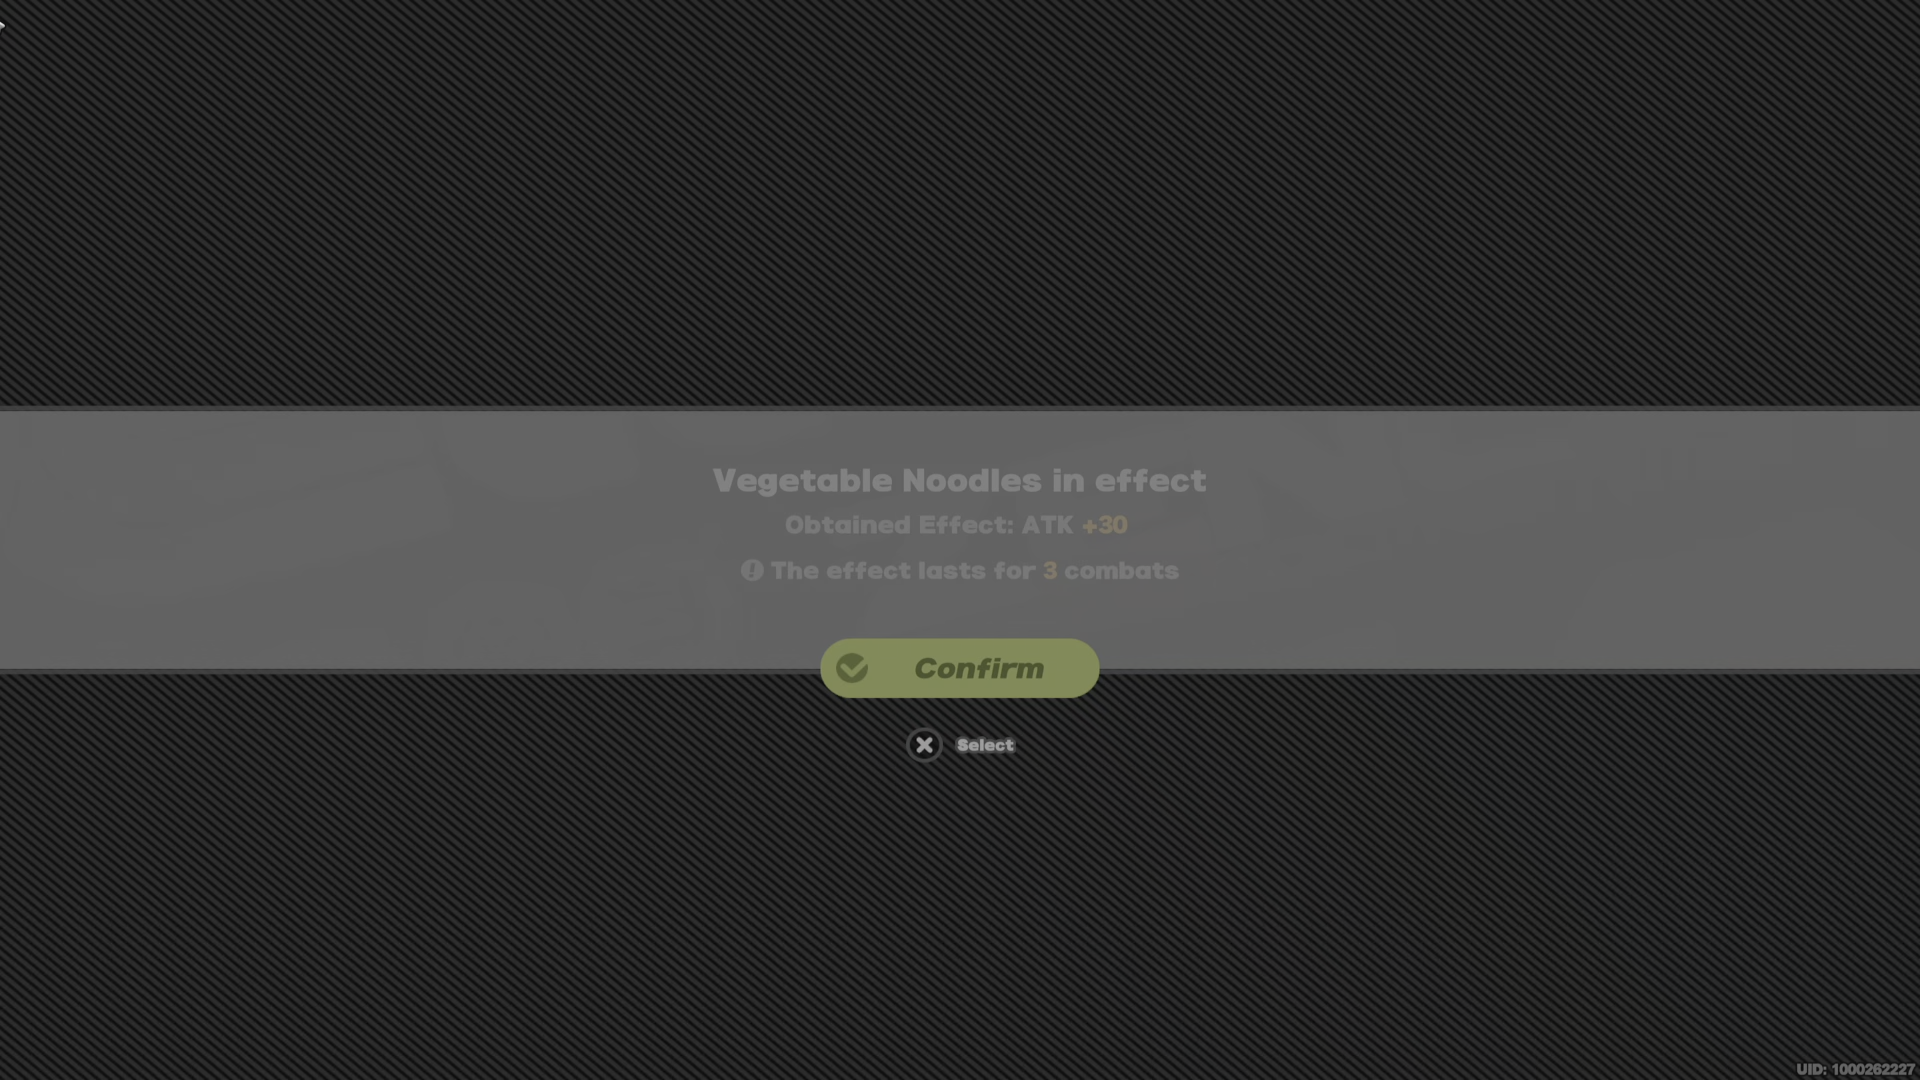 Vegetable Noodles in effect
Obtained Effect: ATK +30
The effect lasts for 3 combats
Confirm
Select
UID: 1000262227